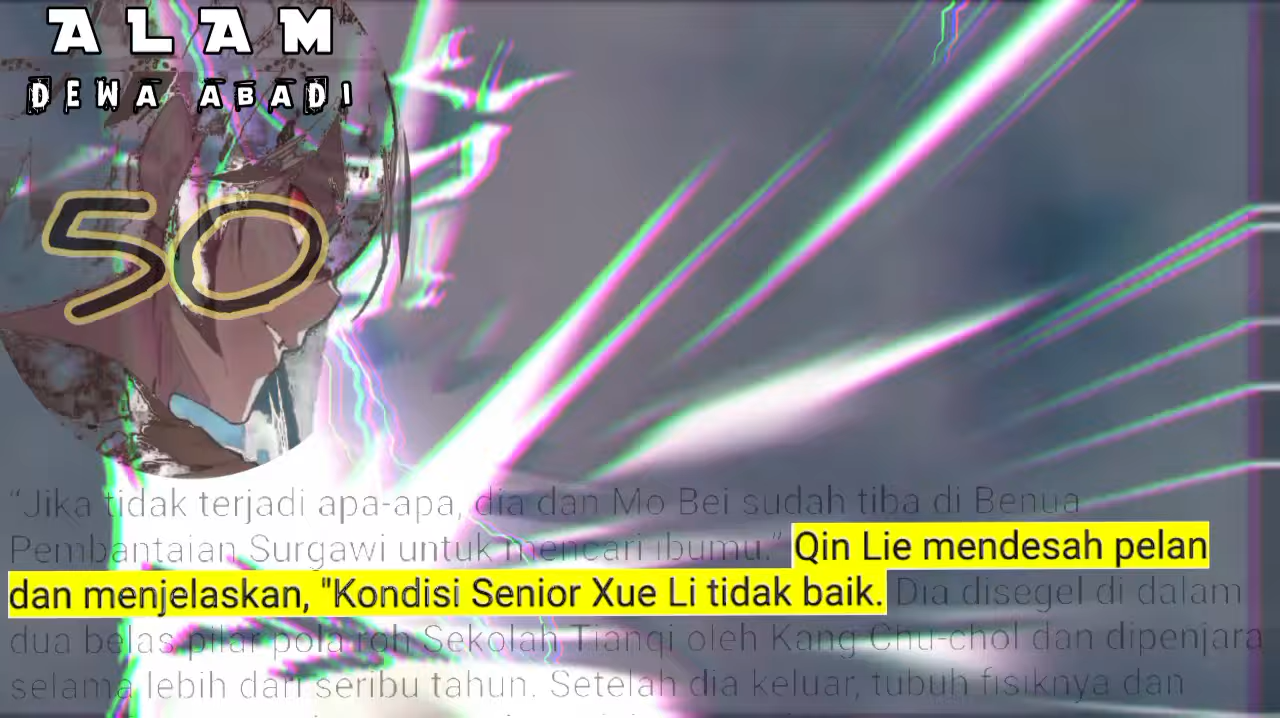 ALAM
DEWA ABADI
50
“Jika tidak terjadi apa-apa, dia dan Mo Bei sudah tiba di Benua
Pembantaian Surgawi untuk mencari ibumu.” Qin Lie mendesah pelan
dan menjelaskan, "Kondisi Senior Xue Li tidak baik. Dia disegel di dalam
dua belas pilar pola roh Sekolah Tianqi oleh Kang Chu-chol dan dipenjara
selama lebih dari seribu tahun. Setelah dia keluar, tubuh fisiknya dan